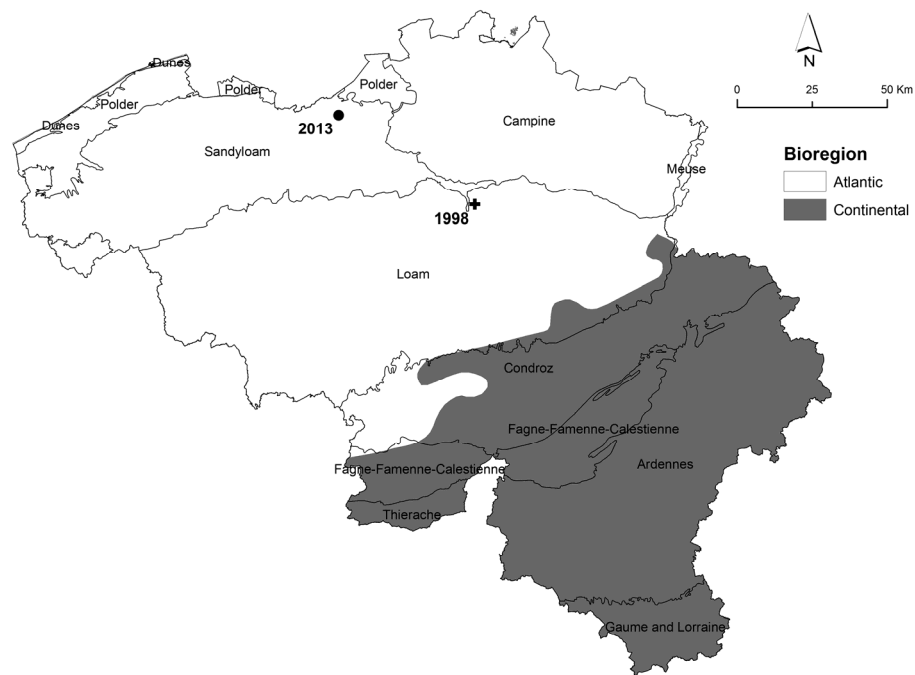 Dunes
Polder
Polder
Polder
Dunes
2013
Campine
Sandyloam
Meuse
1998
Loam
Condroz
Fagne-Famenne-Calestienne
Fagne-Famenne-Calestienne
Ardennes
Thierache
Gaume and Lorraine
N
0 25 50 Km
Bioregion
Atlantic
Continental